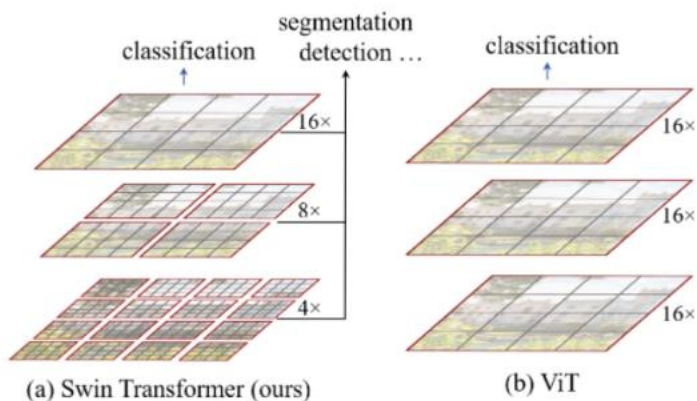 segmentation
classification
detection ...
classification
16×
16×
8×
16×
4×
16×
(a) Swin Transformer (ours)
(b) ViT